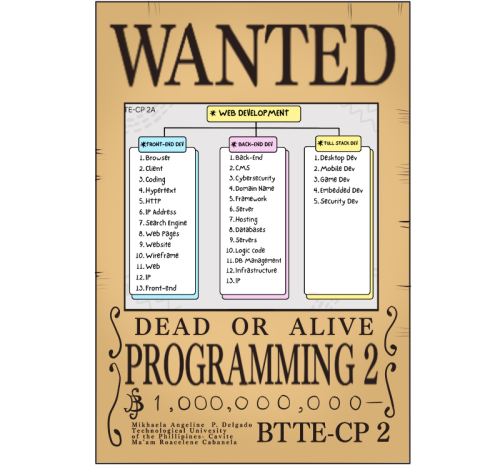 WANTED
TE-CP 2A
* WEB DEVELOPMENT
*FRONT-END DEV
1. Browser
2. Client
3. Coding
4. Hypertext
5. HTTP
6. IP Address
7. Search Engine
8. Web Pages
9. Website
10. Wireframe
11. Web
12. IP
13. Front-End
* BACK-END DEV
1. Back-End
2. CMS
3. Cybersecurity
4. Domain Name
5. Framework
6. Server
7. Hosting
8. Databases
9. Servers
10. Logic code
11. DB Management
12. Infrastructure
13. IP
*FULL STACK DEV
1. Desktop Dev
2. Mobile Dev
3. Game Dev
4. Embedded Dev
5. Security Dev
DEAD OR ALIVE
PROGRAMMING 2
฿ 1,000,000,000—
Mikhaela Angeline P. Delgado
Technological Univesity
of the Phillipines- Cavite
Ma'am Roacelene Cabanela
BTTE-CP 2